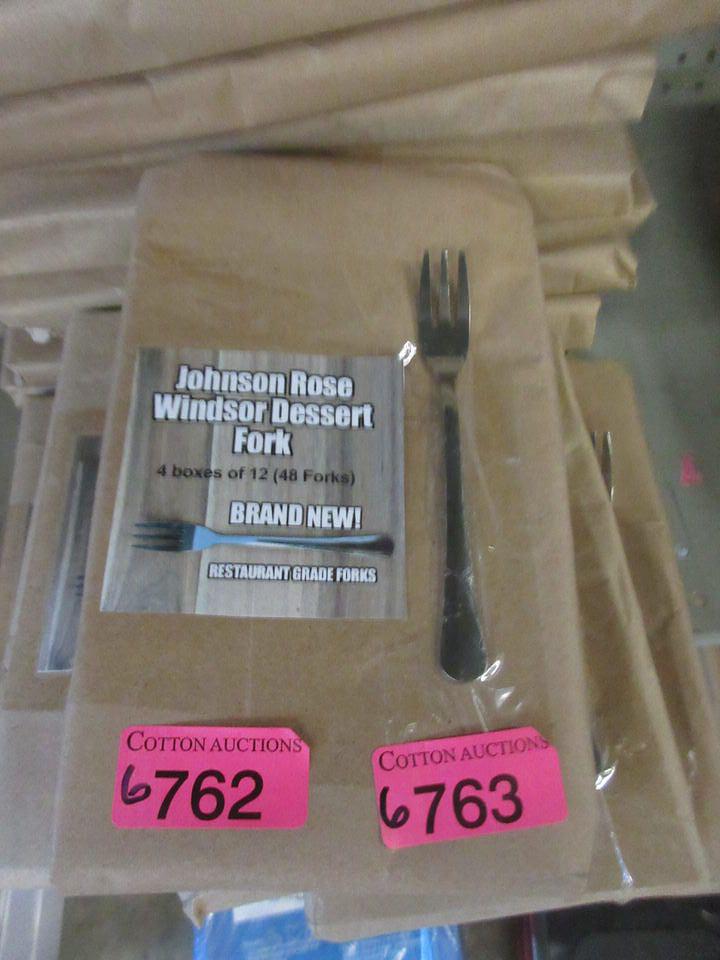 Johnson Rose
Windsor Dessert
Fork
4 boxes of 12 (48 Forks)
BRAND NEW!
RESTAURANT GRADE FORKS
COTTON AUCTIONS
6762
COTTON AUCTIONS
6763